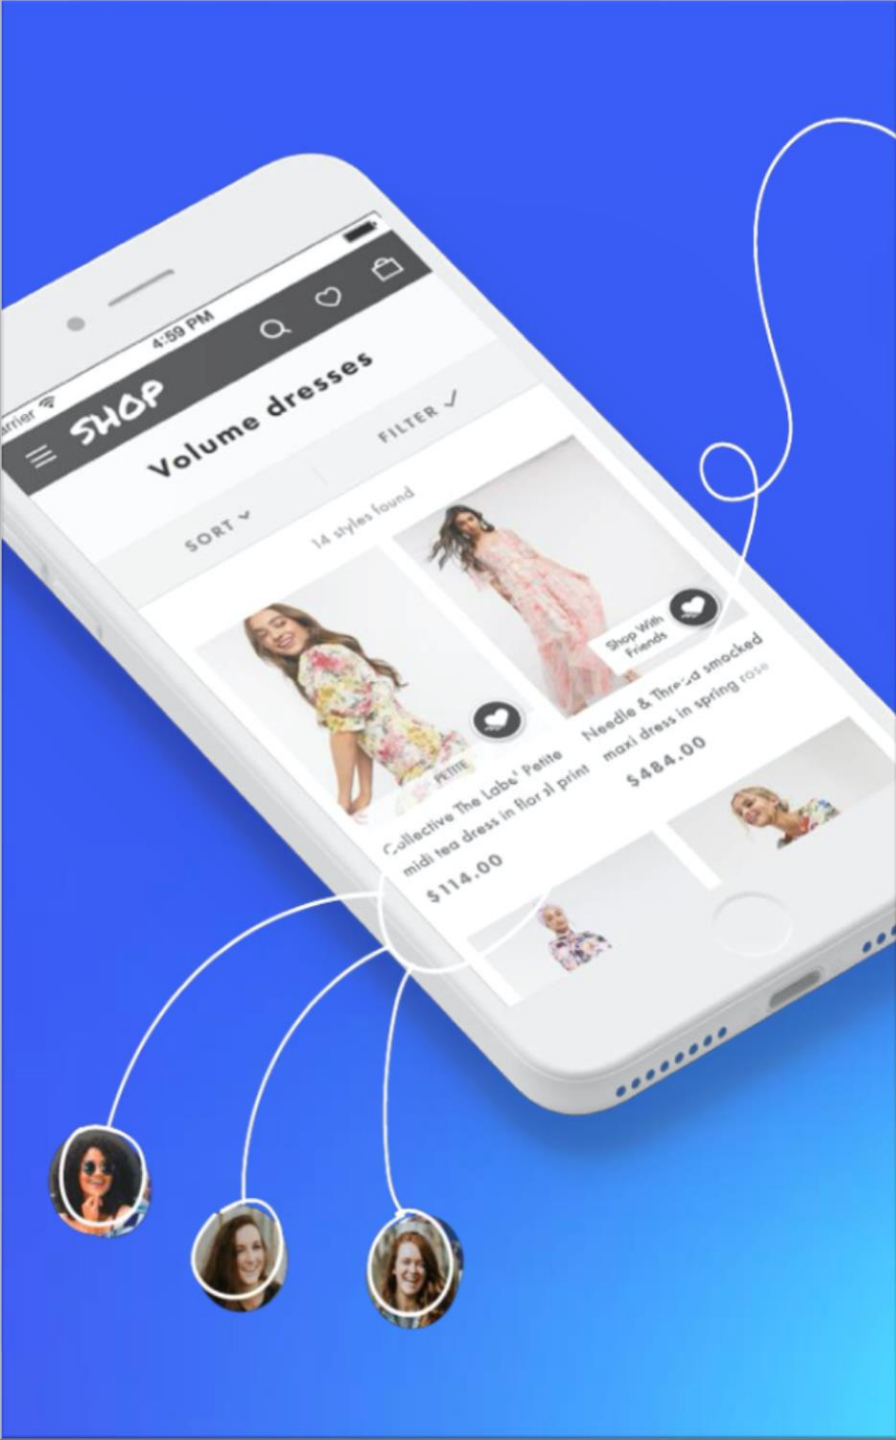 arrier
4:59 PM
SHOP
Volume dresses
SORT
FILTER
14 styles found
Shop With
Friends
PETITE
Collective The Label Petite
midi tea dress in floral print
$114.00
Needle & Thread smocked
maxi dress in spring rose
$484.00